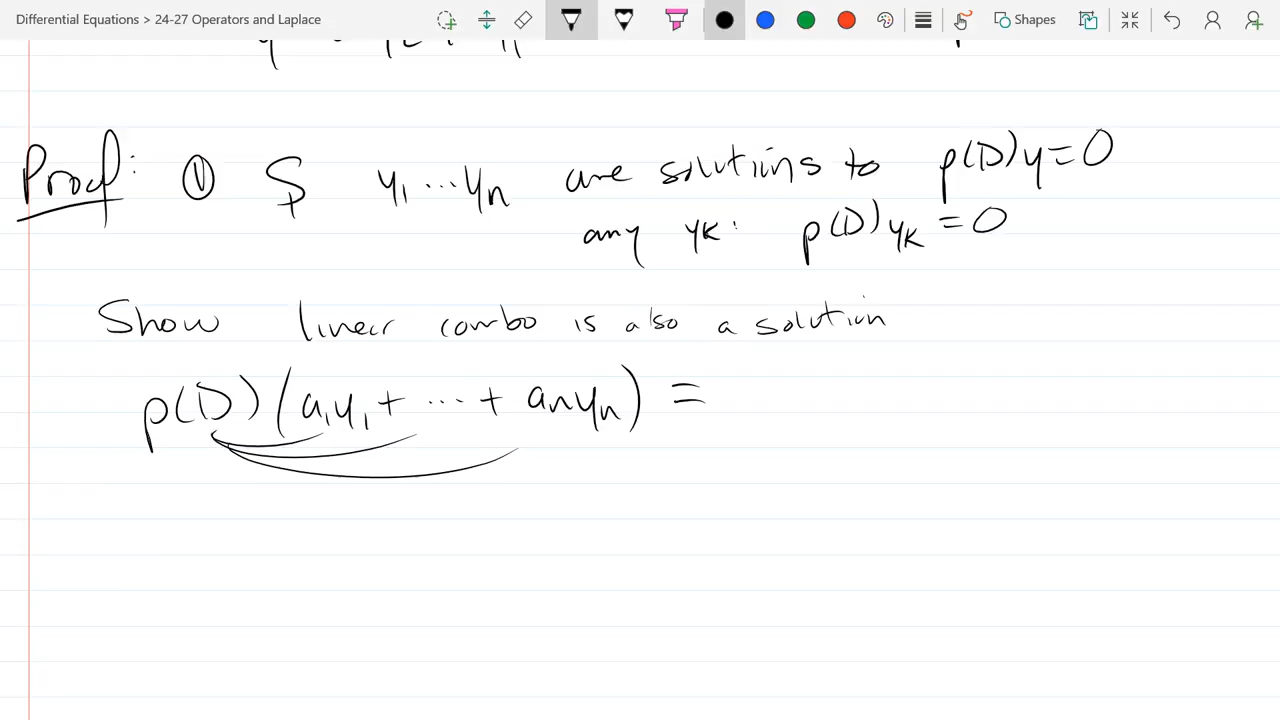 Differential Equations > 24-27 Operators and Laplace
Shapes
Proof: ① $ y₁ ... yₙ are solutions to p(D)y=0
any yₖ: p(D)yₖ = 0
Show linear combo is also a solution
p(D)(a₁y₁ + ... + aₙyₙ) =